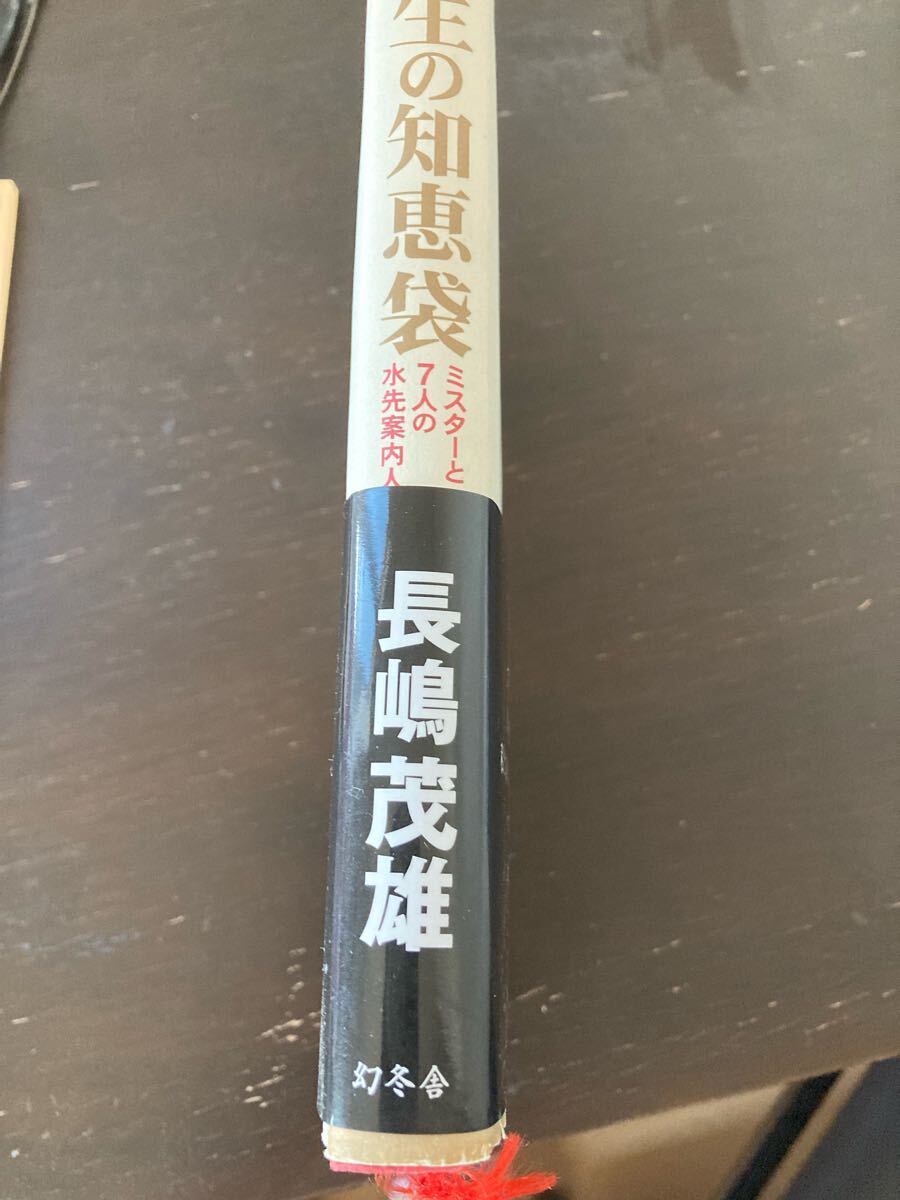 生の知恵袋
ミスターと
7人の
水先案内人
長嶋茂雄
幻冬舎